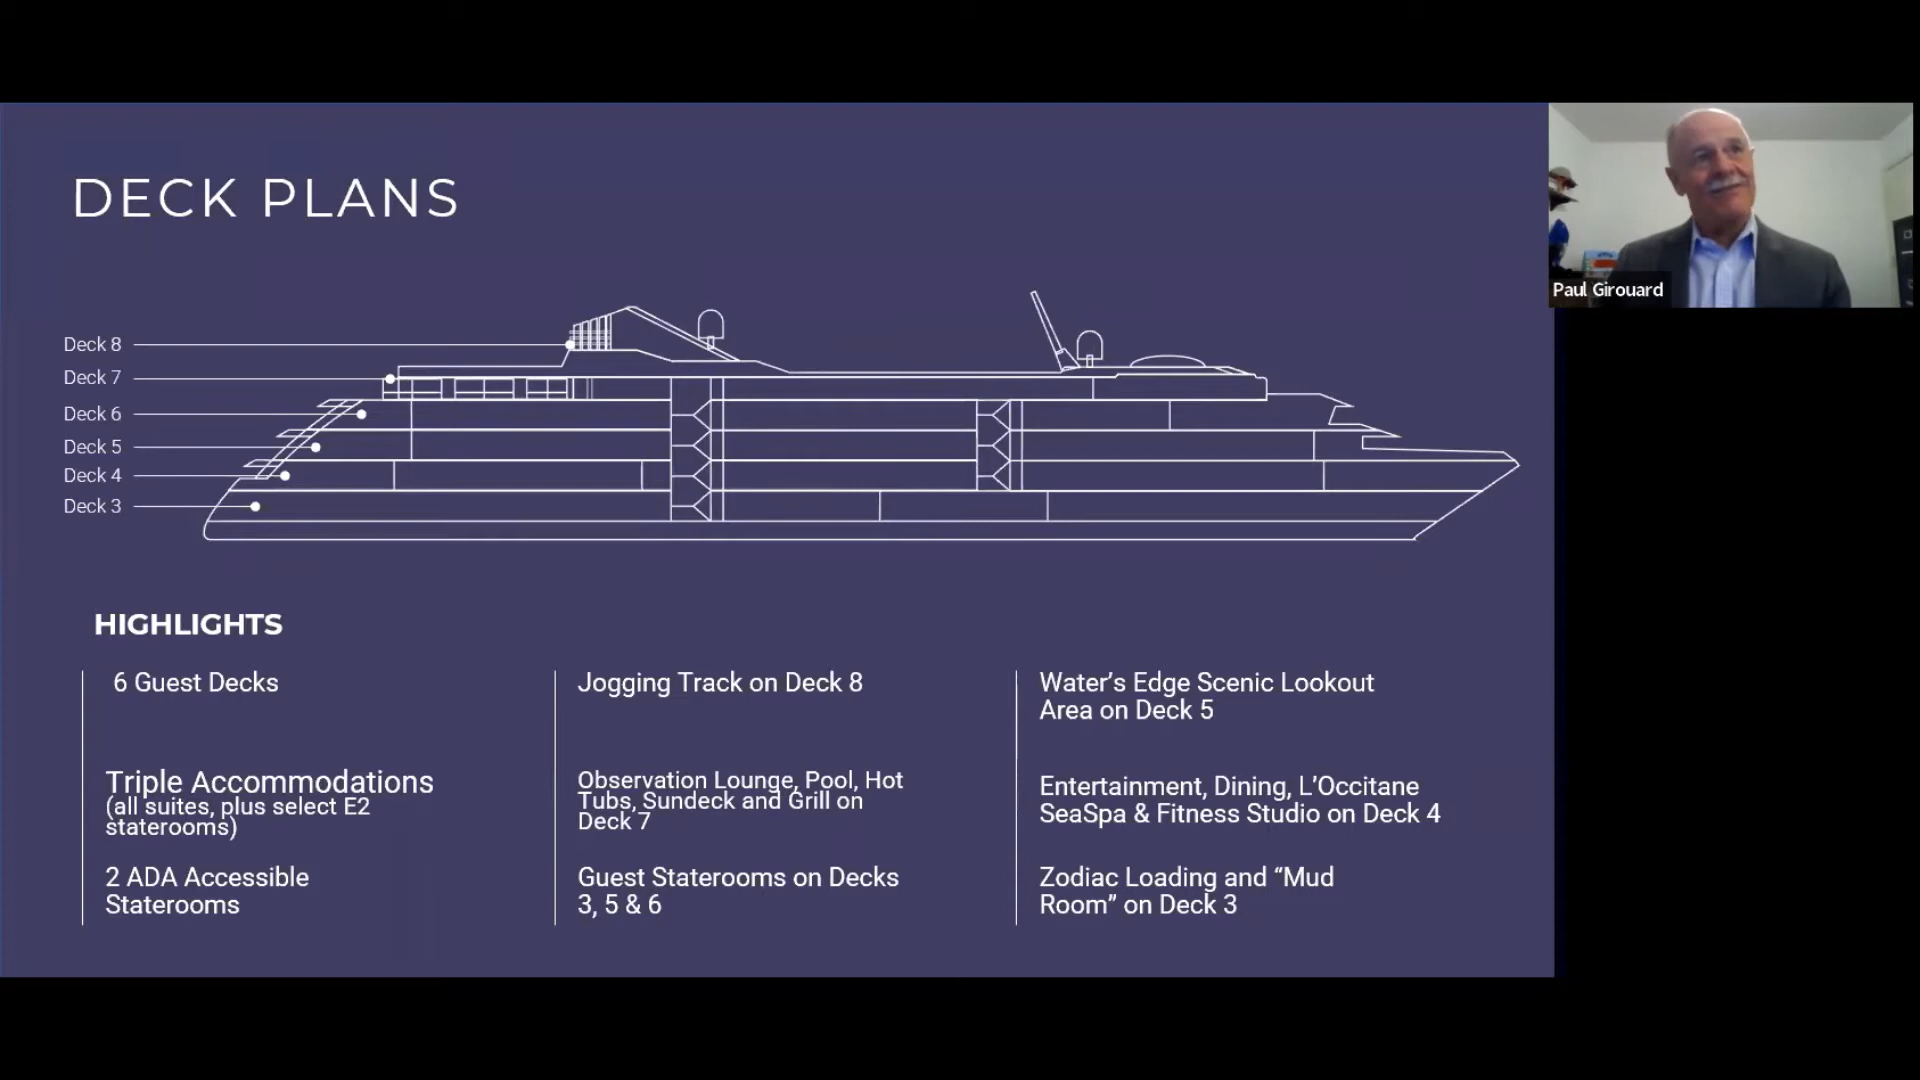 DECK PLANS
Paul Girouard
Deck 8
Deck 7
Deck 6
Deck 5
Deck 4
Deck 3
HIGHLIGHTS
6 Guest Decks
Triple Accommodations
(all suites, plus select E2
staterooms)
2 ADA Accessible
Staterooms
Jogging Track on Deck 8
Observation Lounge, Pool, Hot
Tubs, Sundeck and Grill on
Deck 7
Guest Staterooms on Decks
3, 5 & 6
Water’s Edge Scenic Lookout
Area on Deck 5
Entertainment, Dining, L’Occitane
SeaSpa & Fitness Studio on Deck 4
Zodiac Loading and “Mud
Room” on Deck 3